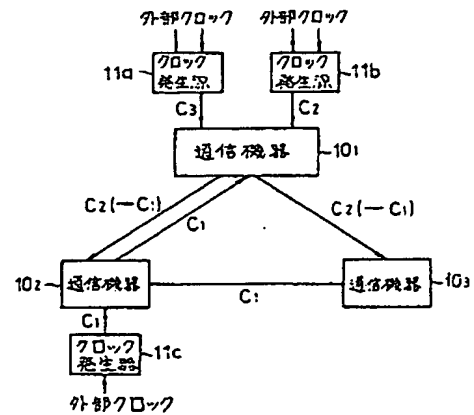 外部クロック 外部クロック
11a クロック発生源 クロック発生源 11b
C3 C2
通信機器 101
C2(—C1) C1 C2(—C1)
102 通信機器 C1 通信機器 103
C1
クロック発生器 11c
外部クロック